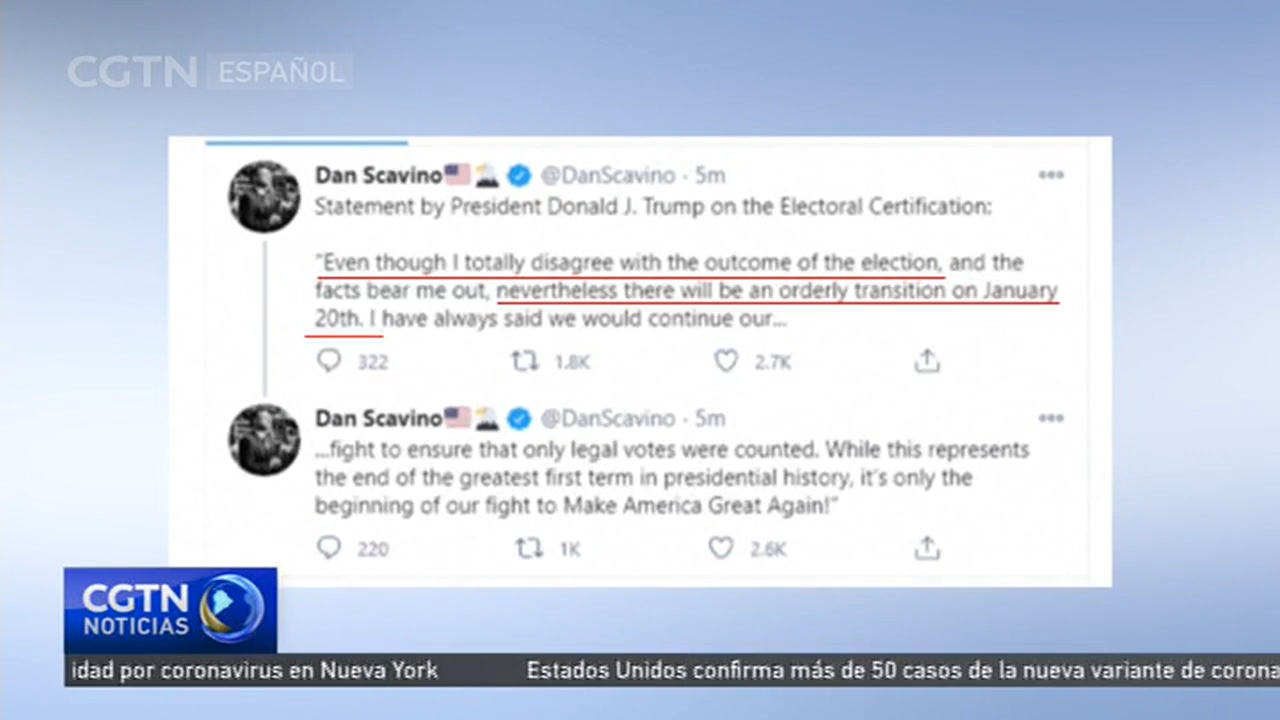 CGTN ESPAÑOL
Dan Scavino @DanScavino · 5m
Statement by President Donald J. Trump on the Electoral Certification:
"Even though I totally disagree with the outcome of the election, and the
facts bear me out, nevertheless there will be an orderly transition on January
20th. I have always said we would continue our...
322 1.8K 2.7K
Dan Scavino @DanScavino · 5m
...fight to ensure that only legal votes were counted. While this represents
the end of the greatest first term in presidential history, it's only the
beginning of our fight to Make America Great Again!"
220 1K 2.6K
CGTN
NOTICIAS
idad por coronavirus en Nueva York Estados Unidos confirma más de 50 casos de la nueva variante de corona